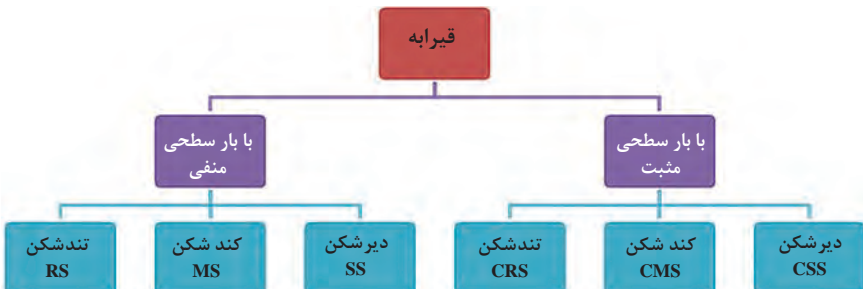 قیرابه
با بار سطحی
مثبت
با بار سطحی
منفی
دیرشکن
CSS
کند شکن
CMS
تندشکن
CRS
دیرشکن
SS
کند شکن
MS
تندشکن
RS